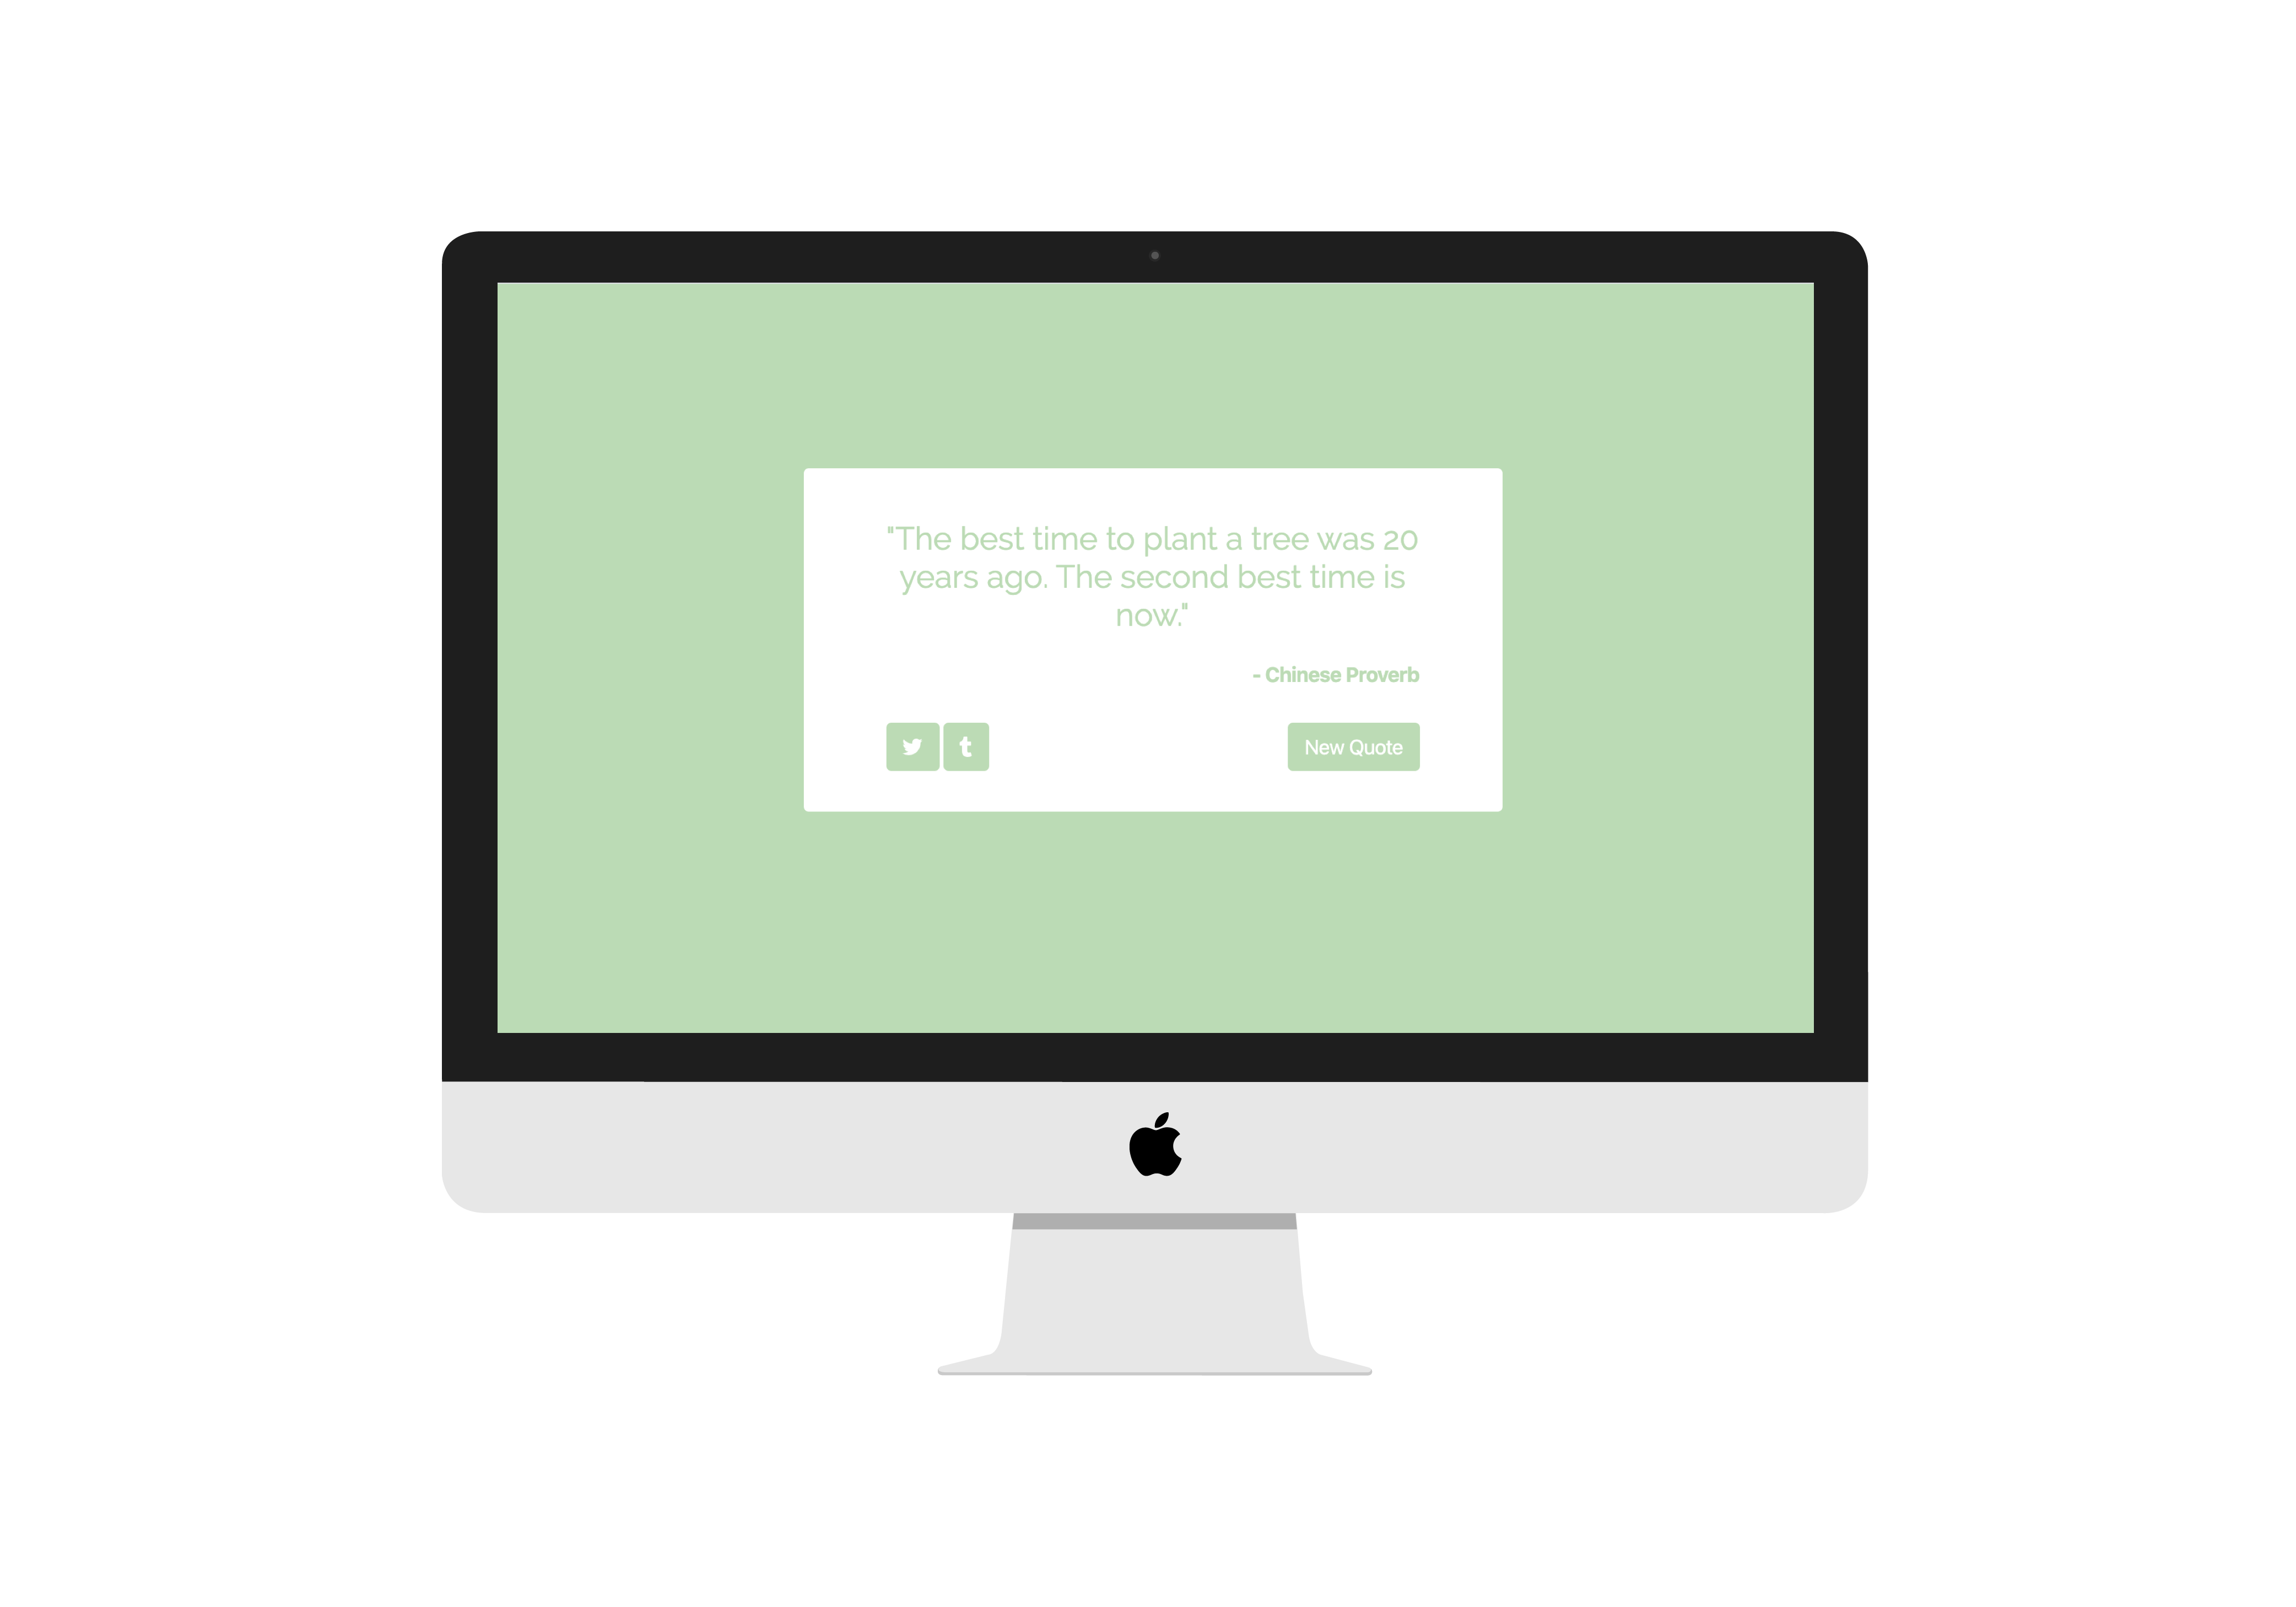 "The best time to plant a tree was 20
years ago. The second best time is
now."
- Chinese Proverb
t
New Quote